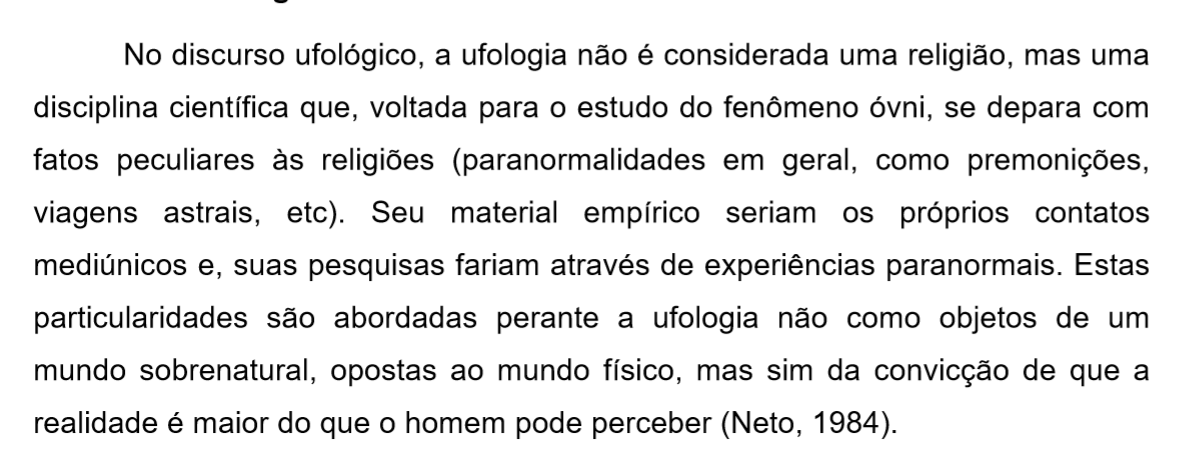 No discurso ufológico, a ufologia não é considerada uma religião, mas uma
disciplina científica que, voltada para o estudo do fenômeno óvni, se depara com
fatos peculiares às religiões (paranormalidades em geral, como premonições,
viagens astrais, etc). Seu material empírico seriam os próprios contatos
mediúnicos e, suas pesquisas fariam através de experiências paranormais. Estas
particularidades são abordadas perante a ufologia não como objetos de um
mundo sobrenatural, opostas ao mundo físico, mas sim da convicção de que a
realidade é maior do que o homem pode perceber (Neto, 1984).